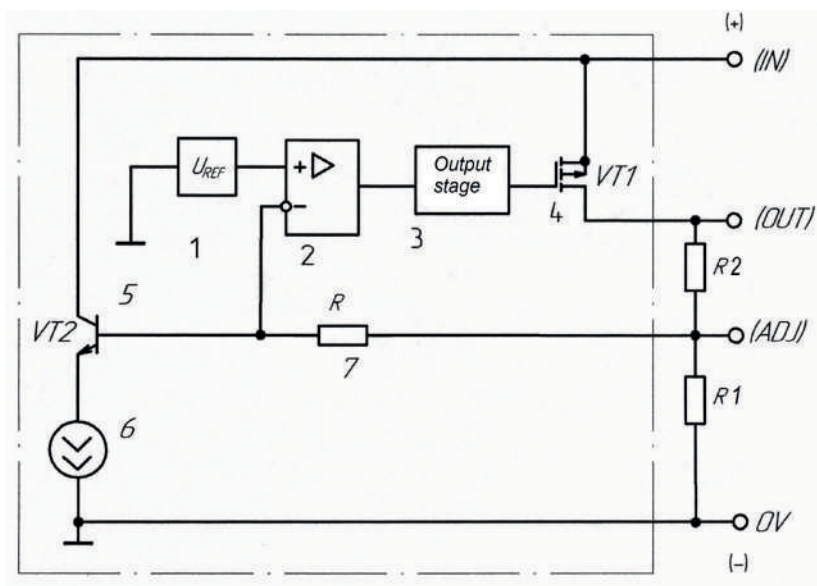 (+)
(IN)
UREF
+
−
Output
stage
VT1
4
(OUT)
1
2
3
R2
5
R
VT2
(ADJ)
7
R1
6
0V
(−)